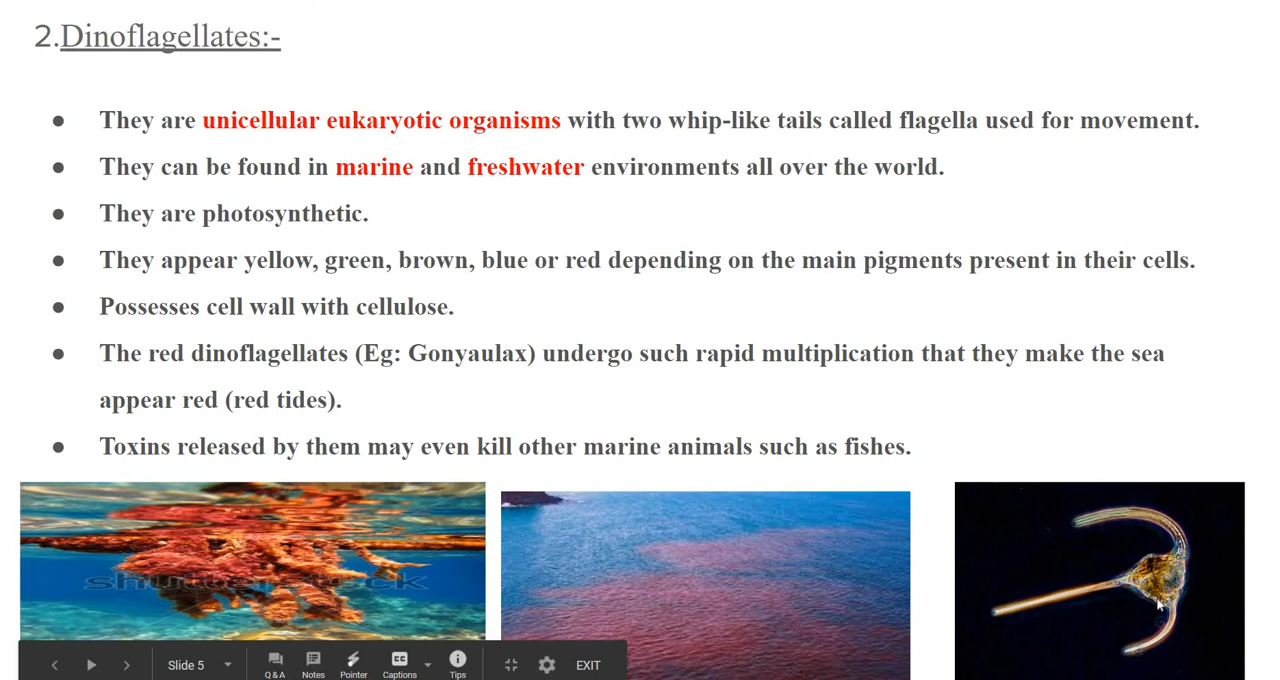 2.Dinoflagellates:-
● They are unicellular eukaryotic organisms with two whip-like tails called flagella used for movement.
● They can be found in marine and freshwater environments all over the world.
● They are photosynthetic.
● They appear yellow, green, brown, blue or red depending on the main pigments present in their cells.
● Possesses cell wall with cellulose.
● The red dinoflagellates (Eg: Gonyaulax) undergo such rapid multiplication that they make the sea
appear red (red tides).
● Toxins released by them may even kill other marine animals such as fishes.
shutterstock
Slide 5
Q & A
Notes
Pointer
CC
Captions
Tips
EXIT